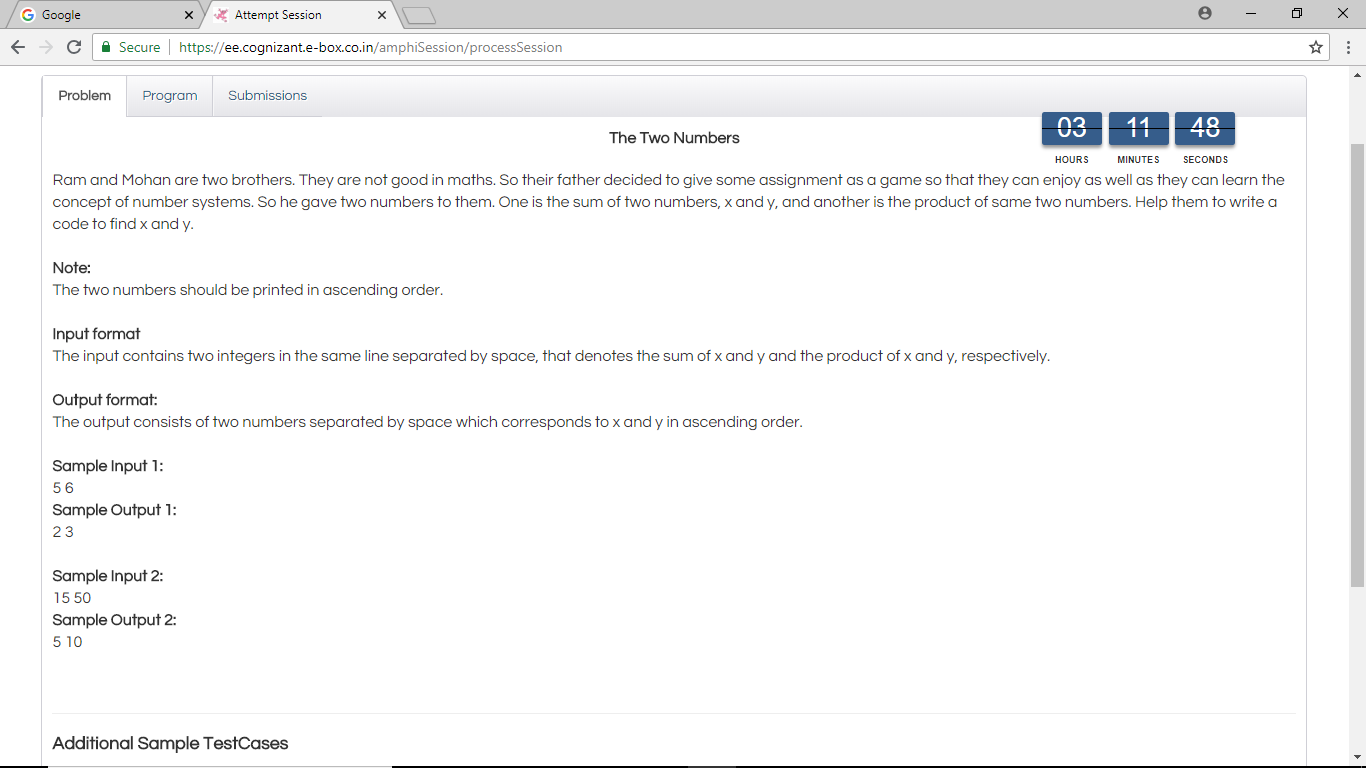 Google
Attempt Session
Secure
https://ee.cognizant.e-box.co.in/amphiSession/processSession
Problem
Program
Submissions
The Two Numbers
03 11 48
HOURS MINUTES SECONDS
Ram and Mohan are two brothers. They are not good in maths. So their father decided to give some assignment as a game so that they can enjoy as well as they can learn the
concept of number systems. So he gave two numbers to them. One is the sum of two numbers, x and y, and another is the product of same two numbers. Help them to write a
code to find x and y.
Note:
The two numbers should be printed in ascending order.
Input format
The input contains two integers in the same line separated by space, that denotes the sum of x and y and the product of x and y, respectively.
Output format:
The output consists of two numbers separated by space which corresponds to x and y in ascending order.
Sample Input 1:
5 6
Sample Output 1:
2 3
Sample Input 2:
15 50
Sample Output 2:
5 10
Additional Sample TestCases